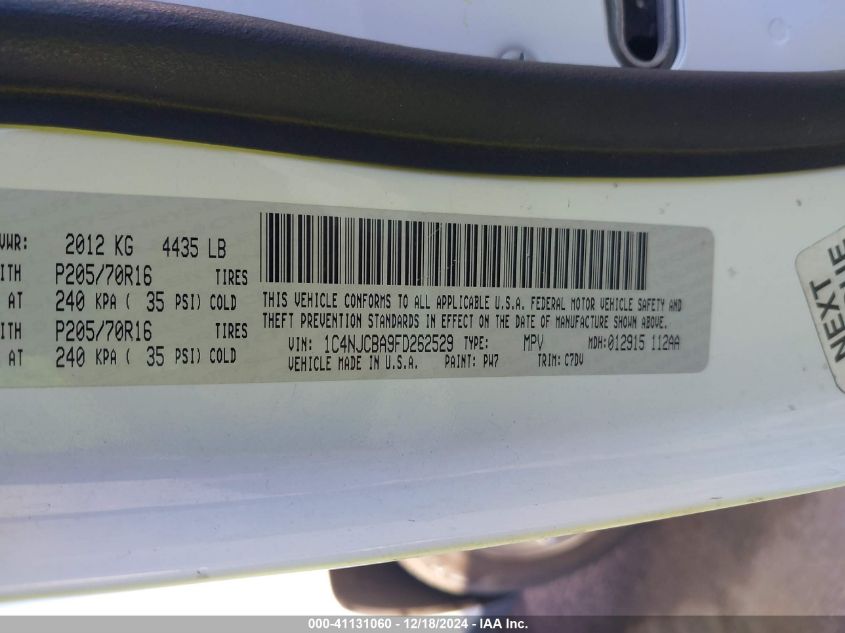 VWR: 2012 KG 4435 LB
ITH P205/70R16 TIRES
AT 240 KPA ( 35 PSI) COLD
ITH P205/70R16 TIRES
AT 240 KPA ( 35 PSI) COLD
THIS VEHICLE CONFORMS TO ALL APPLICABLE U.S.A. FEDERAL MOTOR VEHICLE SAFETY AND
THEFT PREVENTION STANDARDS IN EFFECT ON THE DATE OF MANUFACTURE SHOWN ABOVE.
VIN: 1C4NJCBA9FD262529 TYPE: MPV MDH:012915 112AA
VEHICLE MADE IN U.S.A. PAINT: PW7 TRIM: C7DV
NEXT
UE
000-41131060 – 12/18/2024 – IAA Inc.